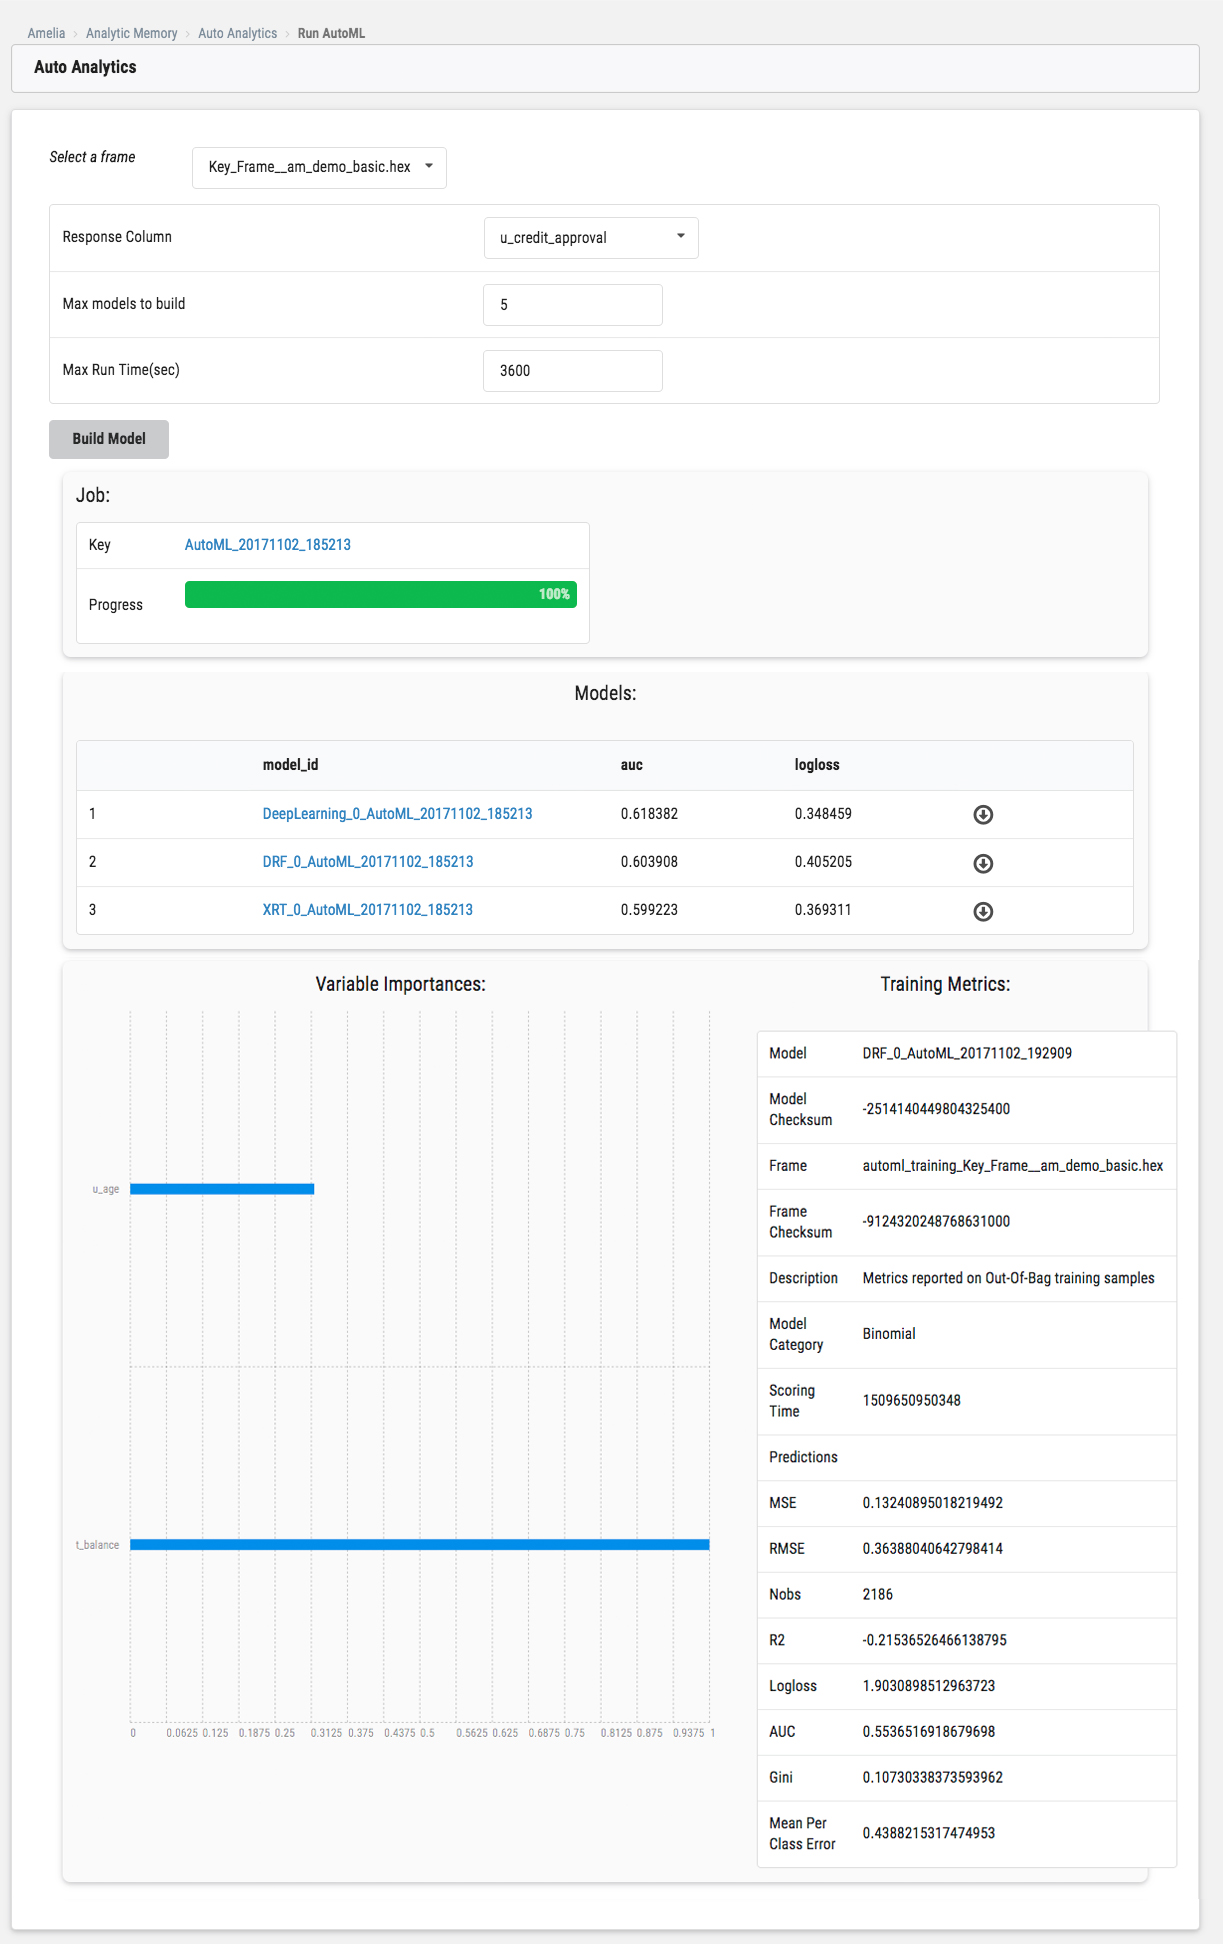 Amelia › Analytic Memory › Auto Analytics › Run AutoML
Auto Analytics
Select a frame Key_Frame__am_demo_basic.hex
Response Column u_credit_approval
Max models to build 5
Max Run Time(sec) 3600
Build Model
Job:
Key AutoML_20171102_185213
Progress 100%
Models:
model_id auc logloss
1 DeepLearning_0_AutoML_20171102_185213 0.618382 0.348459
2 DRF_0_AutoML_20171102_185213 0.603908 0.405205
3 XRT_0_AutoML_20171102_185213 0.599223 0.369311
Variable Importances:
u_age
t_balance
0 0.0625 0.125 0.1875 0.25 0.3125 0.375 0.4375 0.5 0.5625 0.625 0.6875 0.75 0.8125 0.875 0.9375 1
Training Metrics:
Model DRF_0_AutoML_20171102_192909
Model
Checksum -2514140449804325400
Frame automl_training_Key_Frame__am_demo_basic.hex
Frame
Checksum -9124320248768631000
Description Metrics reported on Out-Of-Bag training samples
Model
Category Binomial
Scoring
Time 1509650950348
Predictions
MSE 0.13240895018219492
RMSE 0.36388040642798414
Nobs 2186
R2 -0.21536526466138795
Logloss 1.9030898512963723
AUC 0.5536516918679698
Gini 0.10730338373593962
Mean Per
Class Error 0.4388215317474953